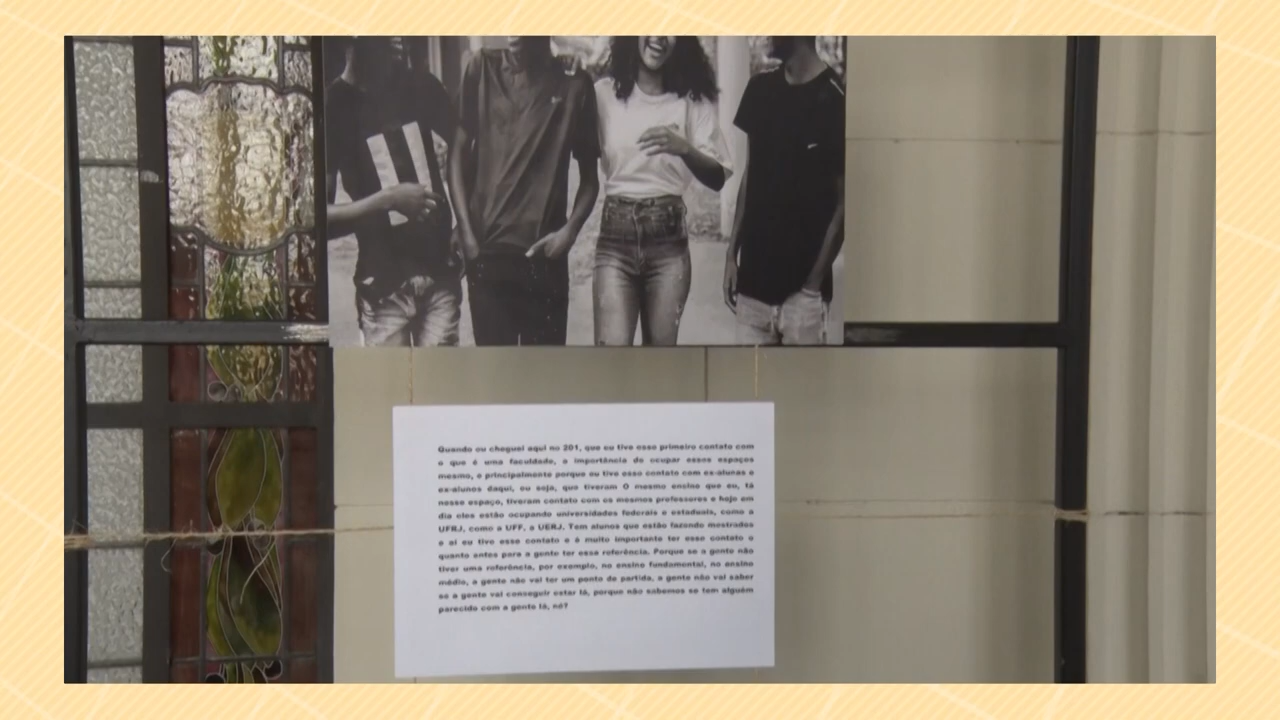 Quando eu cheguei aqui no 201, que eu tive esse primeiro contato com
o que é uma faculdade, a importância de ocupar esses espaços
mesmo, e principalmente porque eu tive esse contato com ex-alunas e
ex-alunos daqui, ou seja, que tiveram O mesmo ensino que eu, tá
nesse espaço, tiveram contato com os mesmos professores e hoje em
dia eles estão ocupando universidades federais e estaduais, como a
UFRJ, como a UFF, a UERJ. Tem alunos que estão fazendo mestrados
e aí eu tive esse contato e é muito importante ter esse contato o
quanto antes para a gente ter essa referência. Porque se a gente não
tiver uma referência, por exemplo, no ensino fundamental, no ensino
médio, a gente não vai ter um ponto de partida, a gente não vai saber
se a gente vai conseguir estar lá, porque não sabemos se tem alguém
parecido com a gente lá, né?